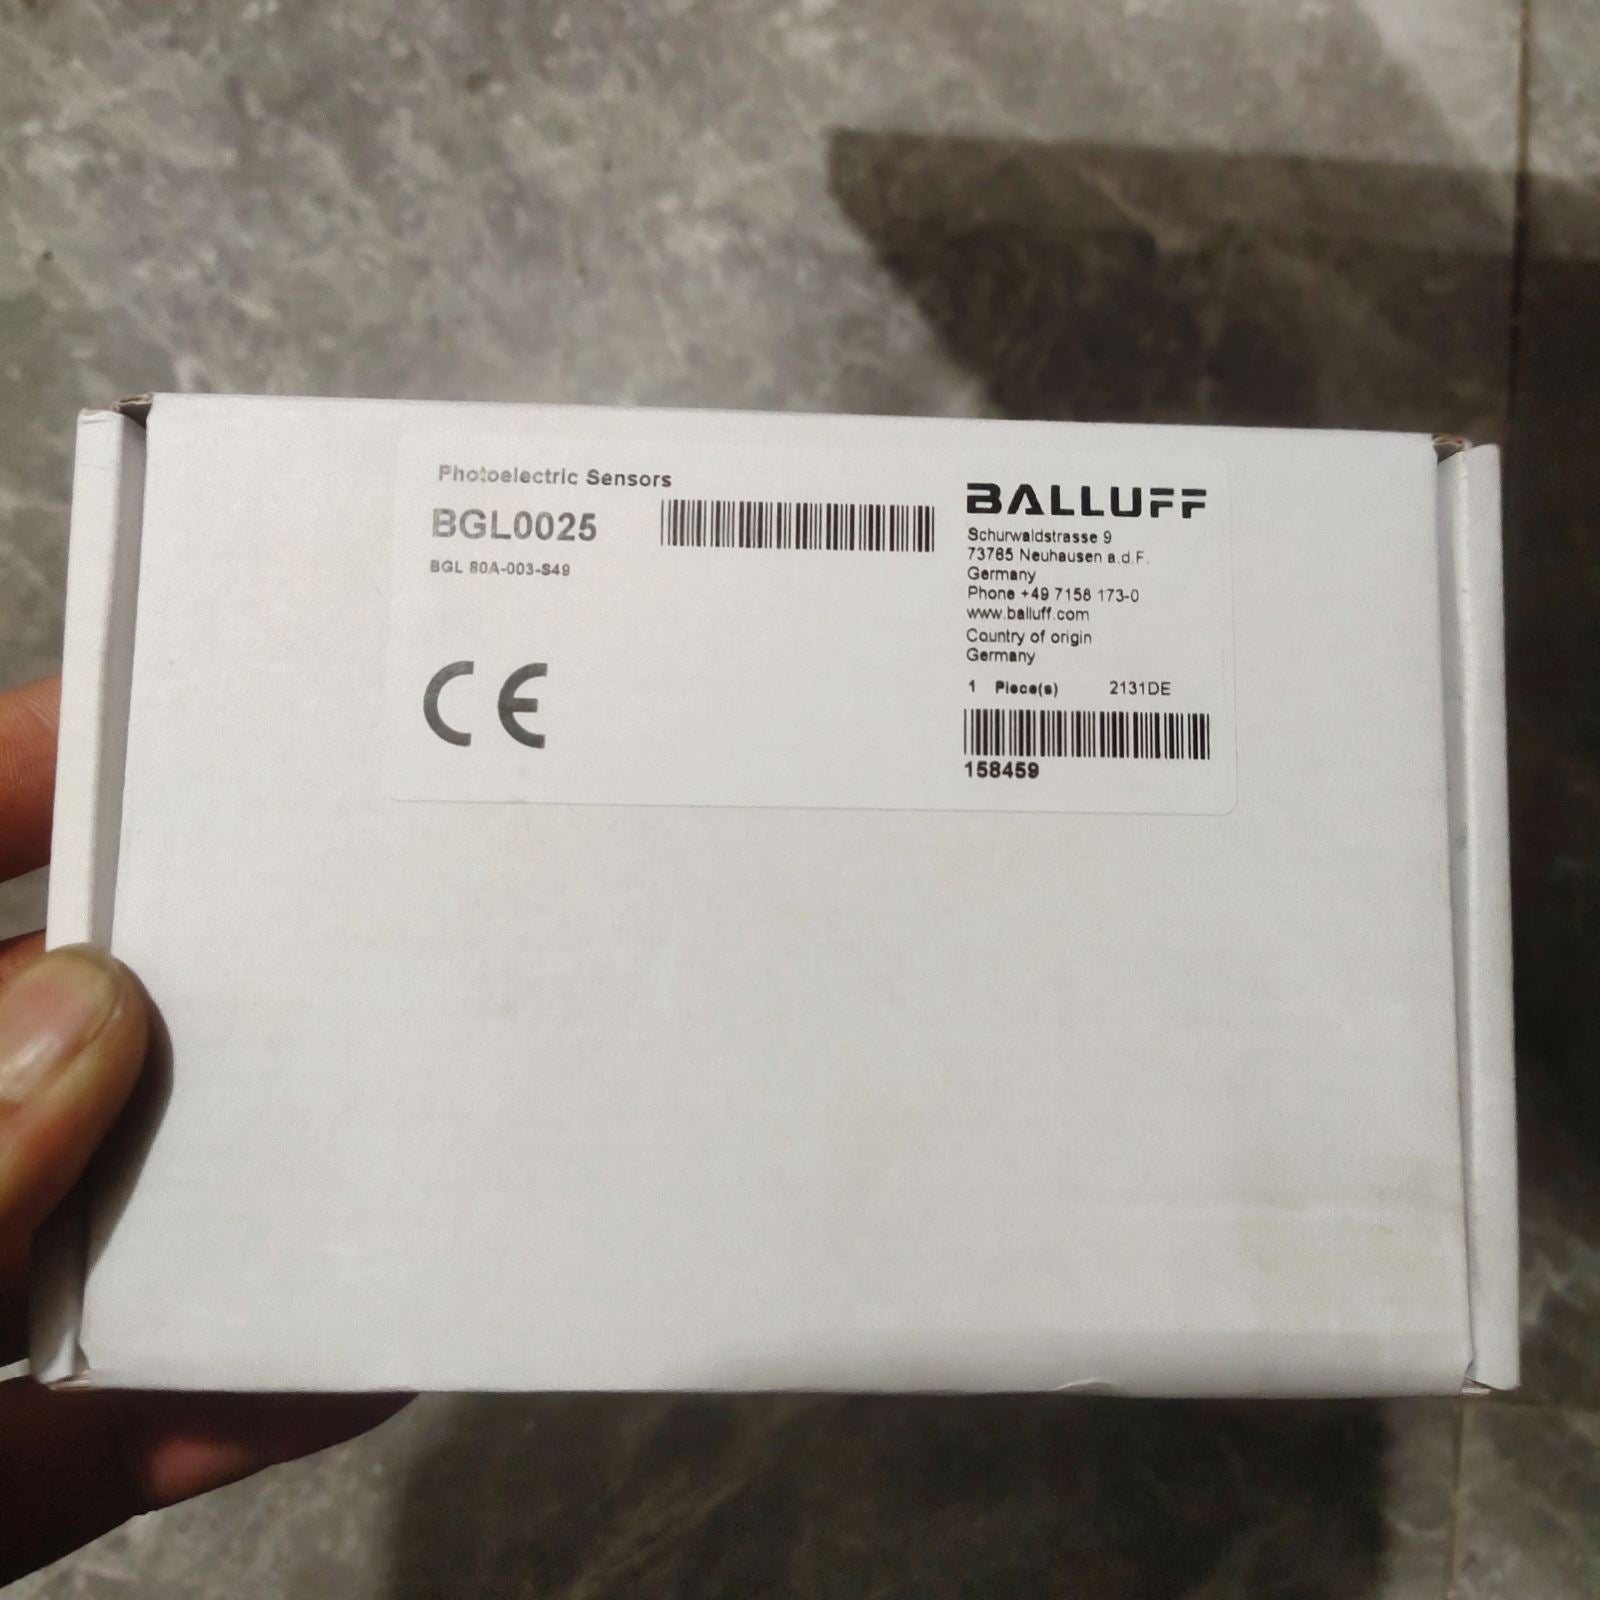 Photoelectric Sensors
BGL0025
BGL 80A-003-S49
CE
BALLUFF
Schurwaldstrasse 9
73765 Neuhausen a.d.F.
Germany
Phone +49 7158 173-0
www.balluff.com
Country of origin
Germany
1 Piece(s) 2131DE
158459